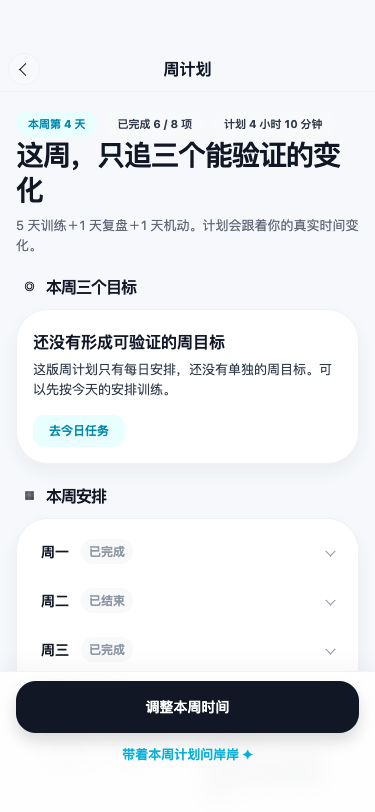 周计划
本周第 4 天 已完成 6 / 8 项 计划 4 小时 10 分钟
这周，只追三个能验证的变
化
5 天训练＋1 天复盘＋1 天机动。计划会跟着你的真实时间变
化。
本周三个目标
还没有形成可验证的周目标
这版周计划只有每日安排，还没有单独的周目标。可
以先按今天的安排训练。
去今日任务
本周安排
周一 已完成
周二 已结束
周三 已完成
调整本周时间
带着本周计划问岸岸 ✦